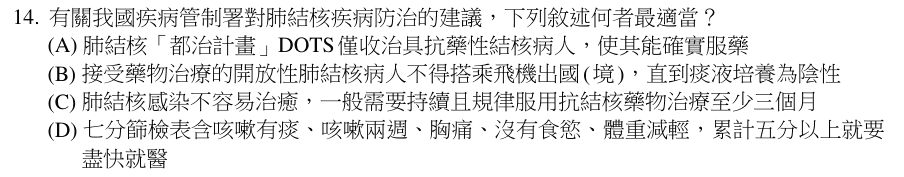 14. 有關我國疾病管制署對肺結核疾病防治的建議，下列敘述何者最適當？
(A) 肺結核「都治計畫」DOTS 僅收治具抗藥性結核病人，使其能確實服藥
(B) 接受藥物治療的開放性肺結核病人不得搭乘飛機出國(境)，直到痰液培養為陰性
(C) 肺結核感染不容易治癒，一般需要持續且規律服用抗結核藥物治療至少三個月
(D) 七分篩檢表含咳嗽有痰、咳嗽兩週、胸痛、沒有食慾、體重減輕，累計五分以上就要
盡快就醫